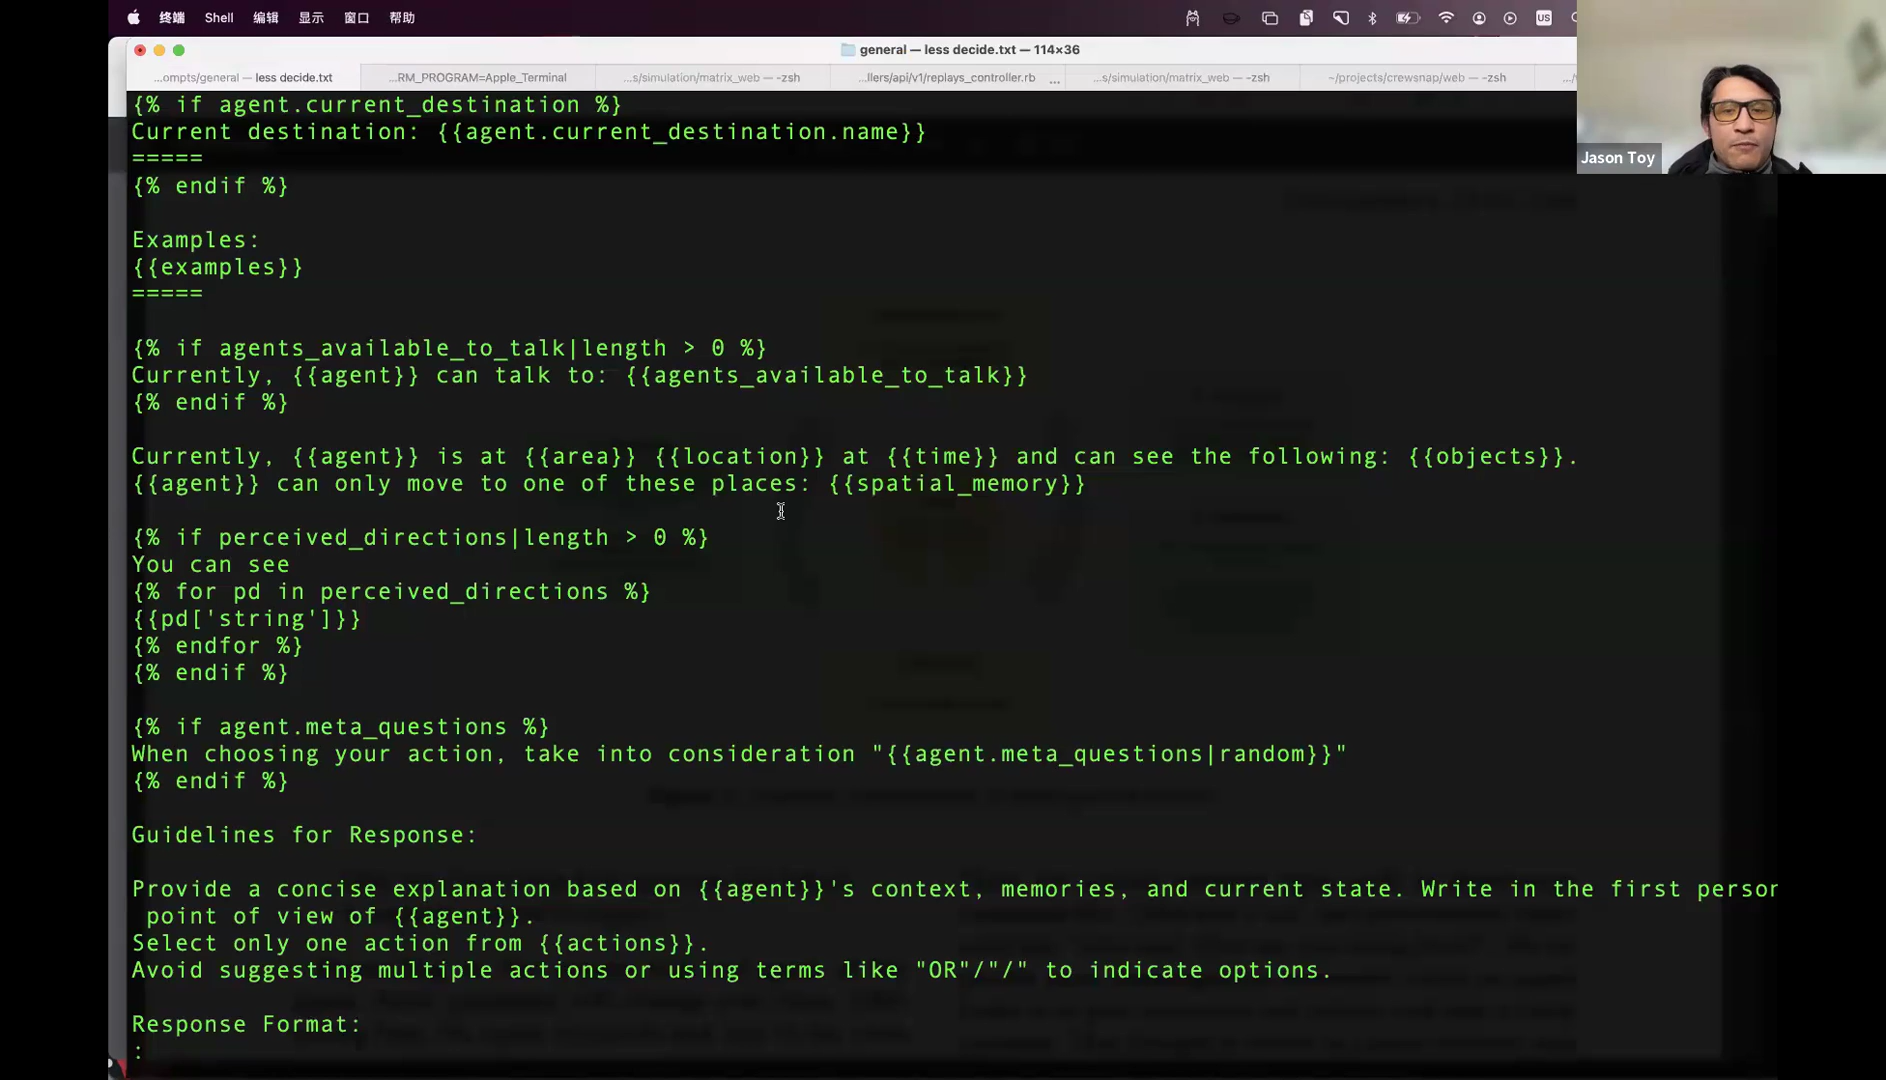 终端 Shell 编辑 显示 窗口 帮助 US
general — less decide.txt — 114×36
...ompts/general — less decide.txt ...RM_PROGRAM=Apple_Terminal ...s/simulation/matrix_web — -zsh ...llers/api/v1/replays_controller.rb ... ...s/simulation/matrix_web — -zsh ~/projects/crewsnap/web — -zsh
{% if agent.current_destination %}
Current destination: {{agent.current_destination.name}}
=====
{% endif %}
Jason Toy
Examples:
{{examples}}
=====
{% if agents_available_to_talk|length > 0 %}
Currently, {{agent}} can talk to: {{agents_available_to_talk}}
{% endif %}
Currently, {{agent}} is at {{area}} {{location}} at {{time}} and can see the following: {{objects}}.
{{agent}} can only move to one of these places: {{spatial_memory}}
{% if perceived_directions|length > 0 %}
You can see
{% for pd in perceived_directions %}
{{pd['string']}}
{% endfor %}
{% endif %}
{% if agent.meta_questions %}
When choosing your action, take into consideration "{{agent.meta_questions|random}}"
{% endif %}
Guidelines for Response:
Provide a concise explanation based on {{agent}}'s context, memories, and current state. Write in the first person
point of view of {{agent}}.
Select only one action from {{actions}}.
Avoid suggesting multiple actions or using terms like "OR"/"/" to indicate options.
Response Format:
: